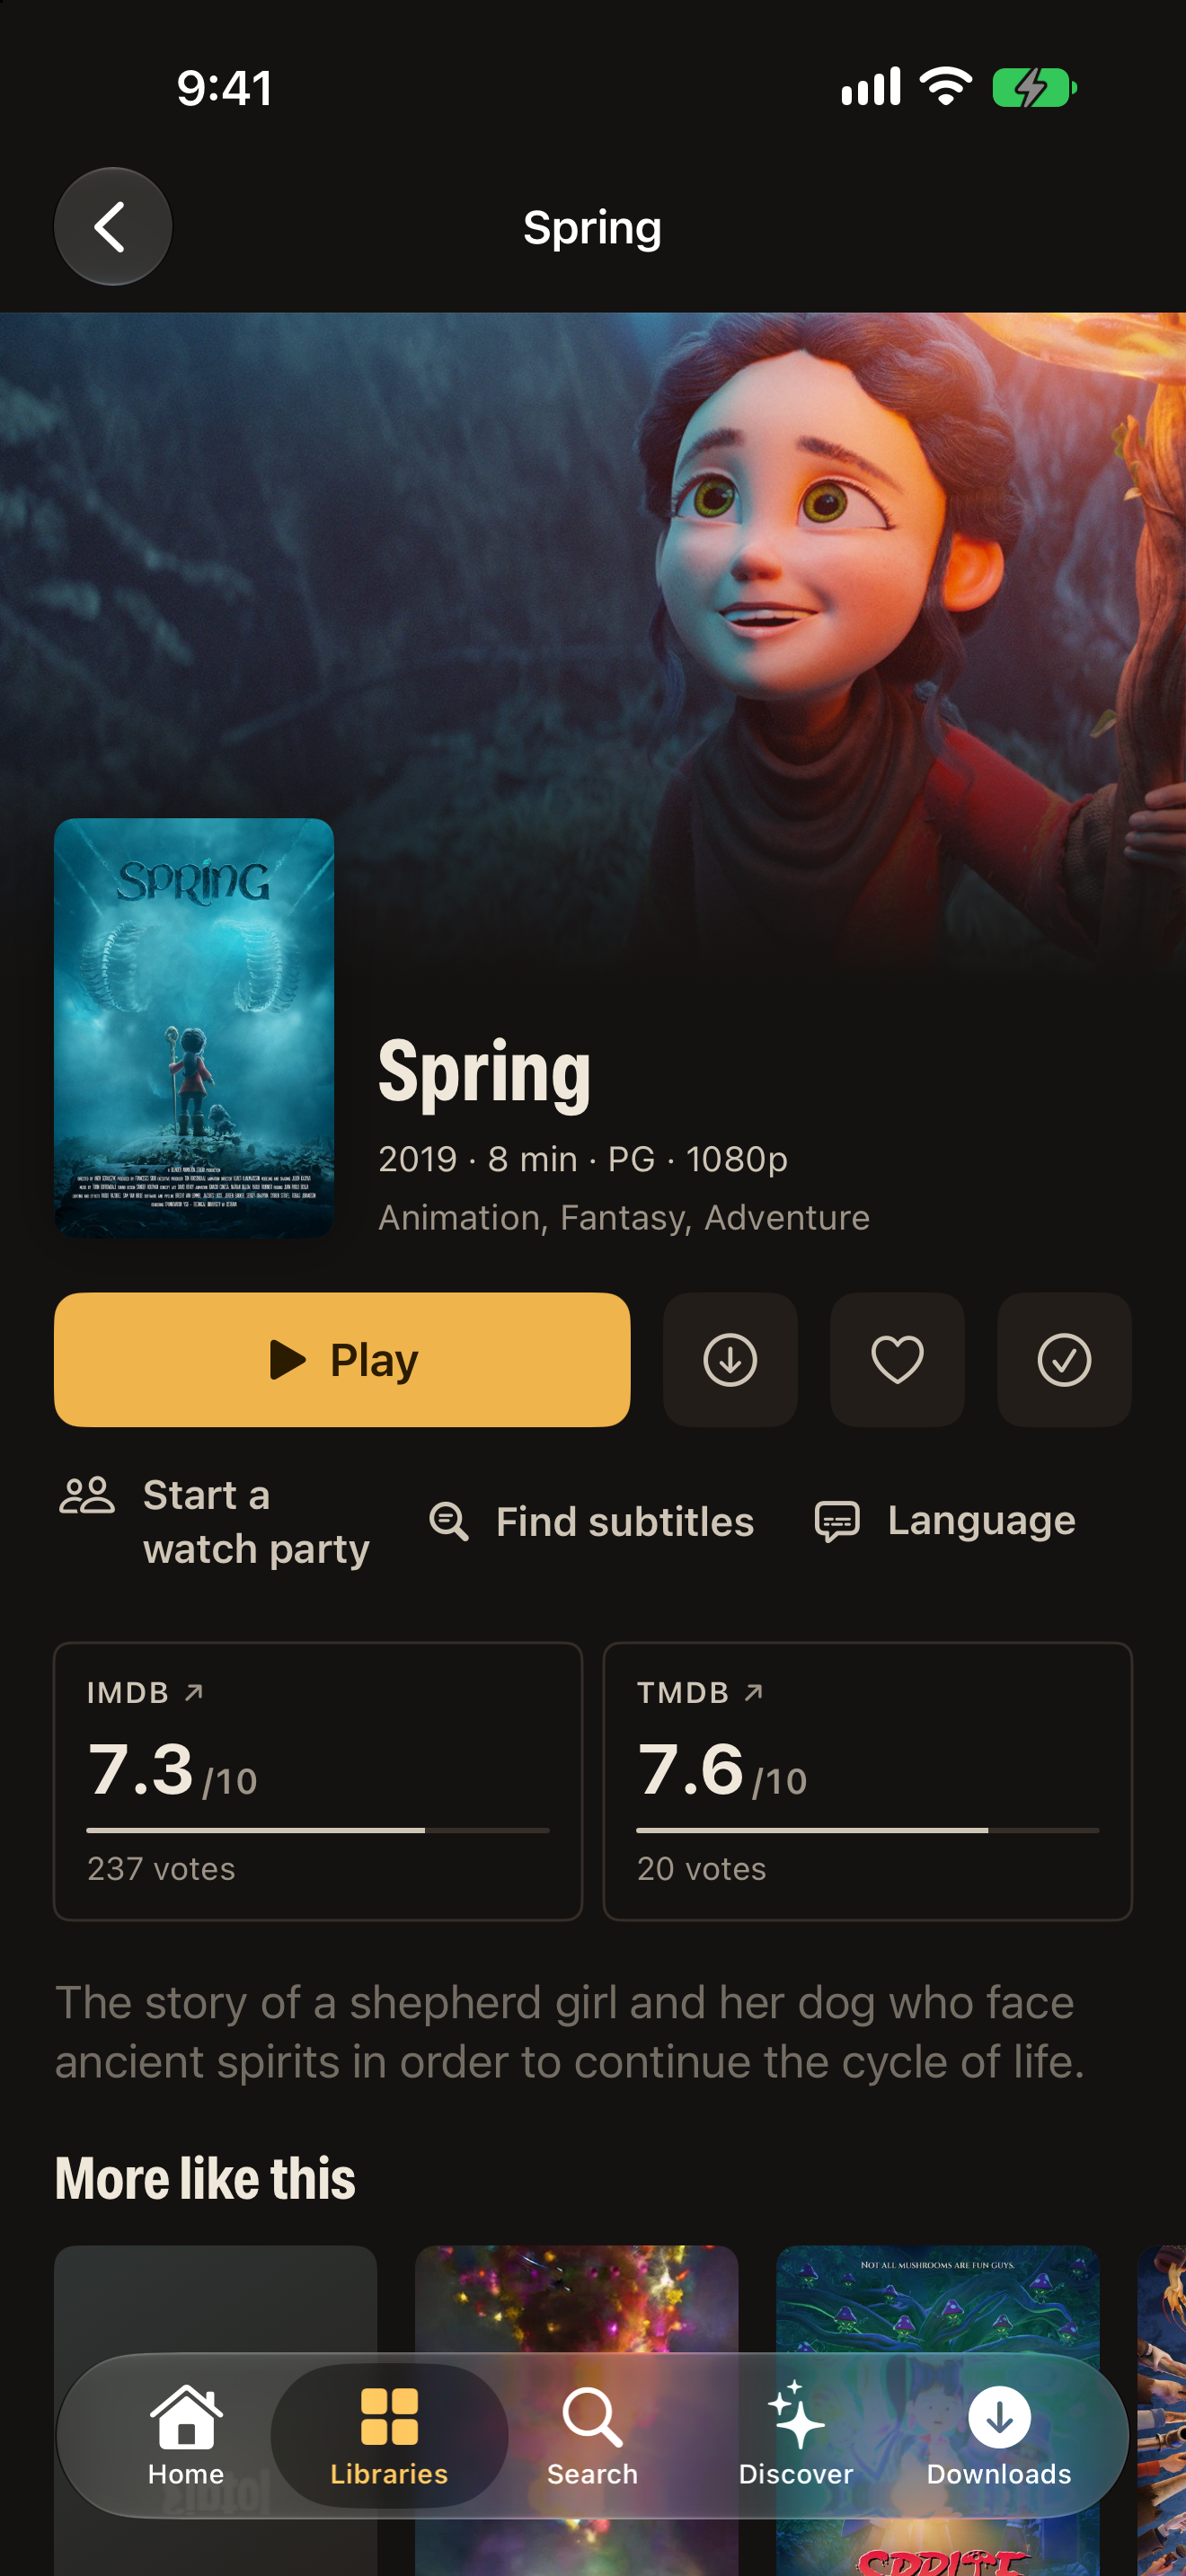 9:41
Spring
SPRING
Spring
2019 · 8 min · PG · 1080p
Animation, Fantasy, Adventure
Play
Start a
watch party
Find subtitles
Language
IMDB ↗
7.3/10
237 votes
TMDB ↗
7.6/10
20 votes
The story of a shepherd girl and her dog who face
ancient spirits in order to continue the cycle of life.
More like this
NOT ALL MUSHROOMS ARE FUN GUYS.
Home
Libraries
Search
Discover
Downloads
SPRITE